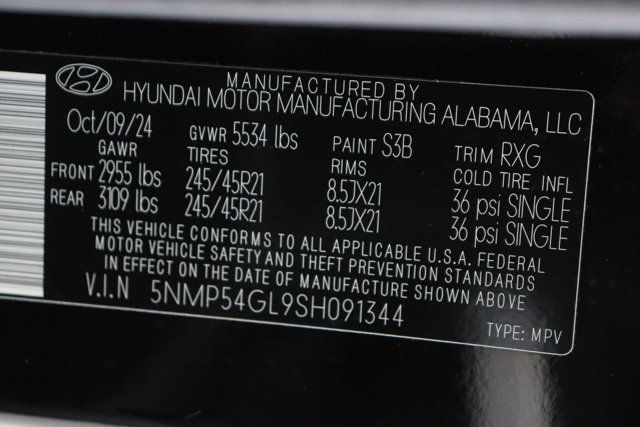 MANUFACTURED BY
HYUNDAI MOTOR MANUFACTURING ALABAMA, LLC
Oct/09/24 GVWR 5534 lbs PAINT S3B TRIM RXG
GAWR TIRES RIMS COLD TIRE INFL
FRONT 2955 lbs 245/45R21 8.5JX21 36 psi SINGLE
REAR 3109 lbs 245/45R21 8.5JX21 36 psi SINGLE
THIS VEHICLE CONFORMS TO ALL APPLICABLE U.S.A. FEDERAL
MOTOR VEHICLE SAFETY AND THEFT PREVENTION STANDARDS
IN EFFECT ON THE DATE OF MANUFACTURE SHOWN ABOVE
V.I.N 5NMP54GL9SH091344
TYPE: MPV